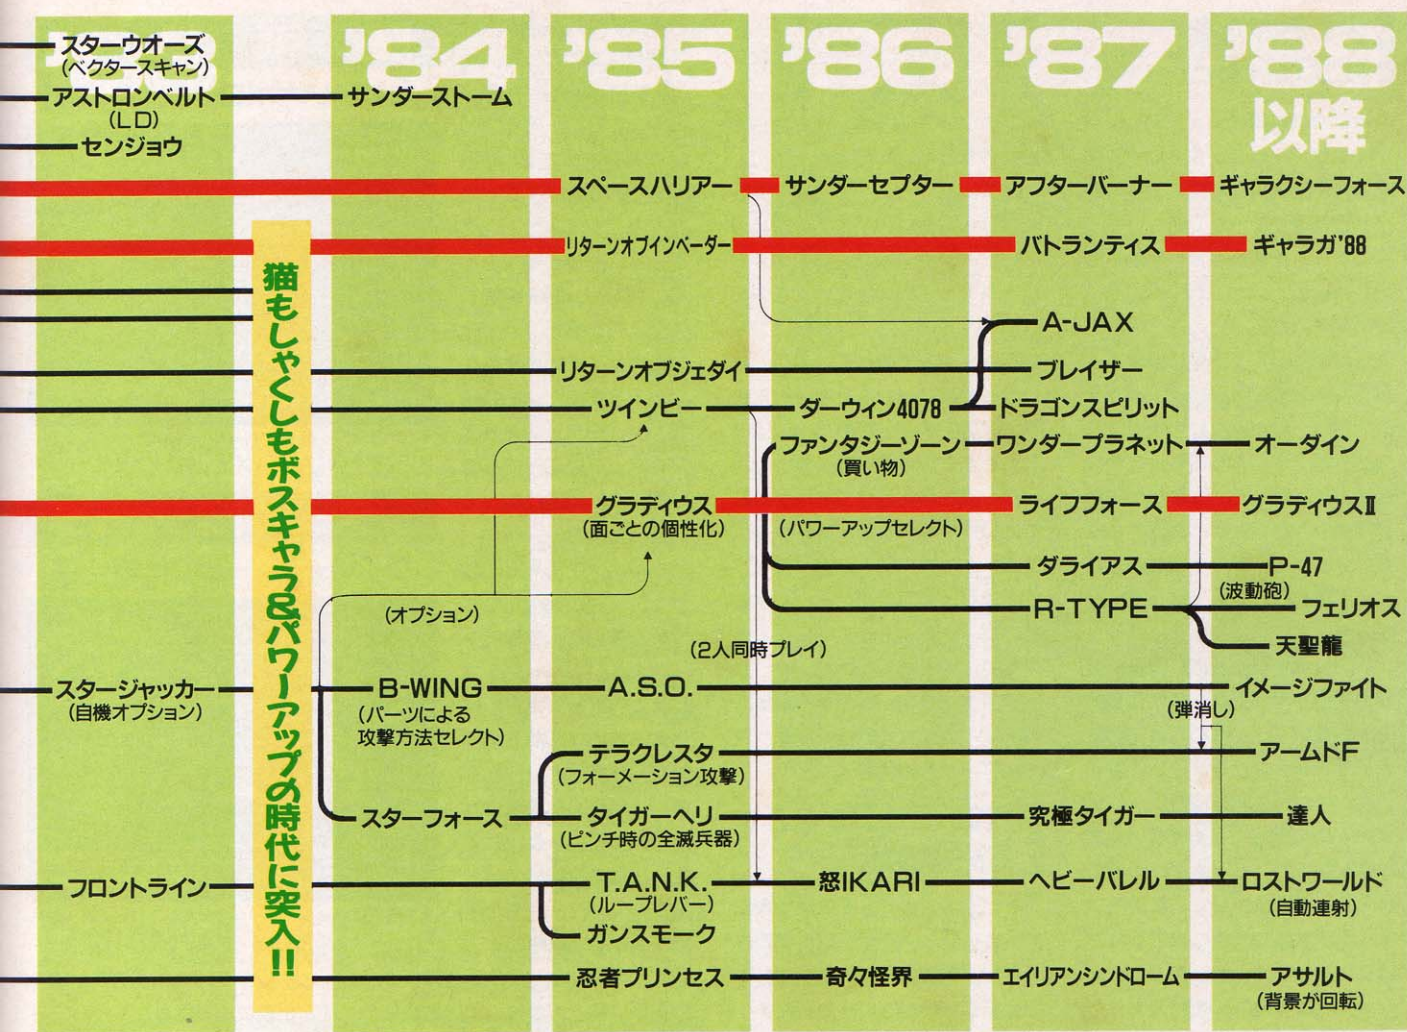 '83
'84
'85
'86
'87
'88
以降
スターウオーズ
(ベクタースキャン)
アストロンベルト
(LD)
サンダーストーム
センジョウ
スペースハリアー
サンダーセプター
アフターバーナー
ギャラクシーフォース
リターンオブインベーダー
バトランティス
ギャラガ'88
猫もしゃくしもボスキャラ&パワーアップの時代に突入!!
A-JAX
リターンオブジェダイ
ブレイザー
ツインビー
ダーウィン4078
ドラゴンスピリット
ファンタジーゾーン
(買い物)
ワンダープラネット
オーダイン
グラディウス
(面ごとの個性化)
(パワーアップセレクト)
ライフフォース
グラディウスⅡ
ダライアス
P-47
(波動砲)
(オプション)
R-TYPE
フェリオス
天聖龍
(2人同時プレイ)
スタージャッカー
(自機オプション)
B-WING
(パーツによる
攻撃方法セレクト)
A.S.O.
イメージファイト
(弾消し)
テラクレスタ
(フォーメーション攻撃)
アームドF
スターフォース
タイガーヘリ
(ピンチ時の全滅兵器)
究極タイガー
達人
フロントライン
T.A.N.K.
(ループレバー)
怒IKARI
ヘビーバレル
ロストワールド
(自動連射)
ガンスモーク
忍者プリンセス
奇々怪界
エイリアンシンドローム
アサルト
(背景が回転)